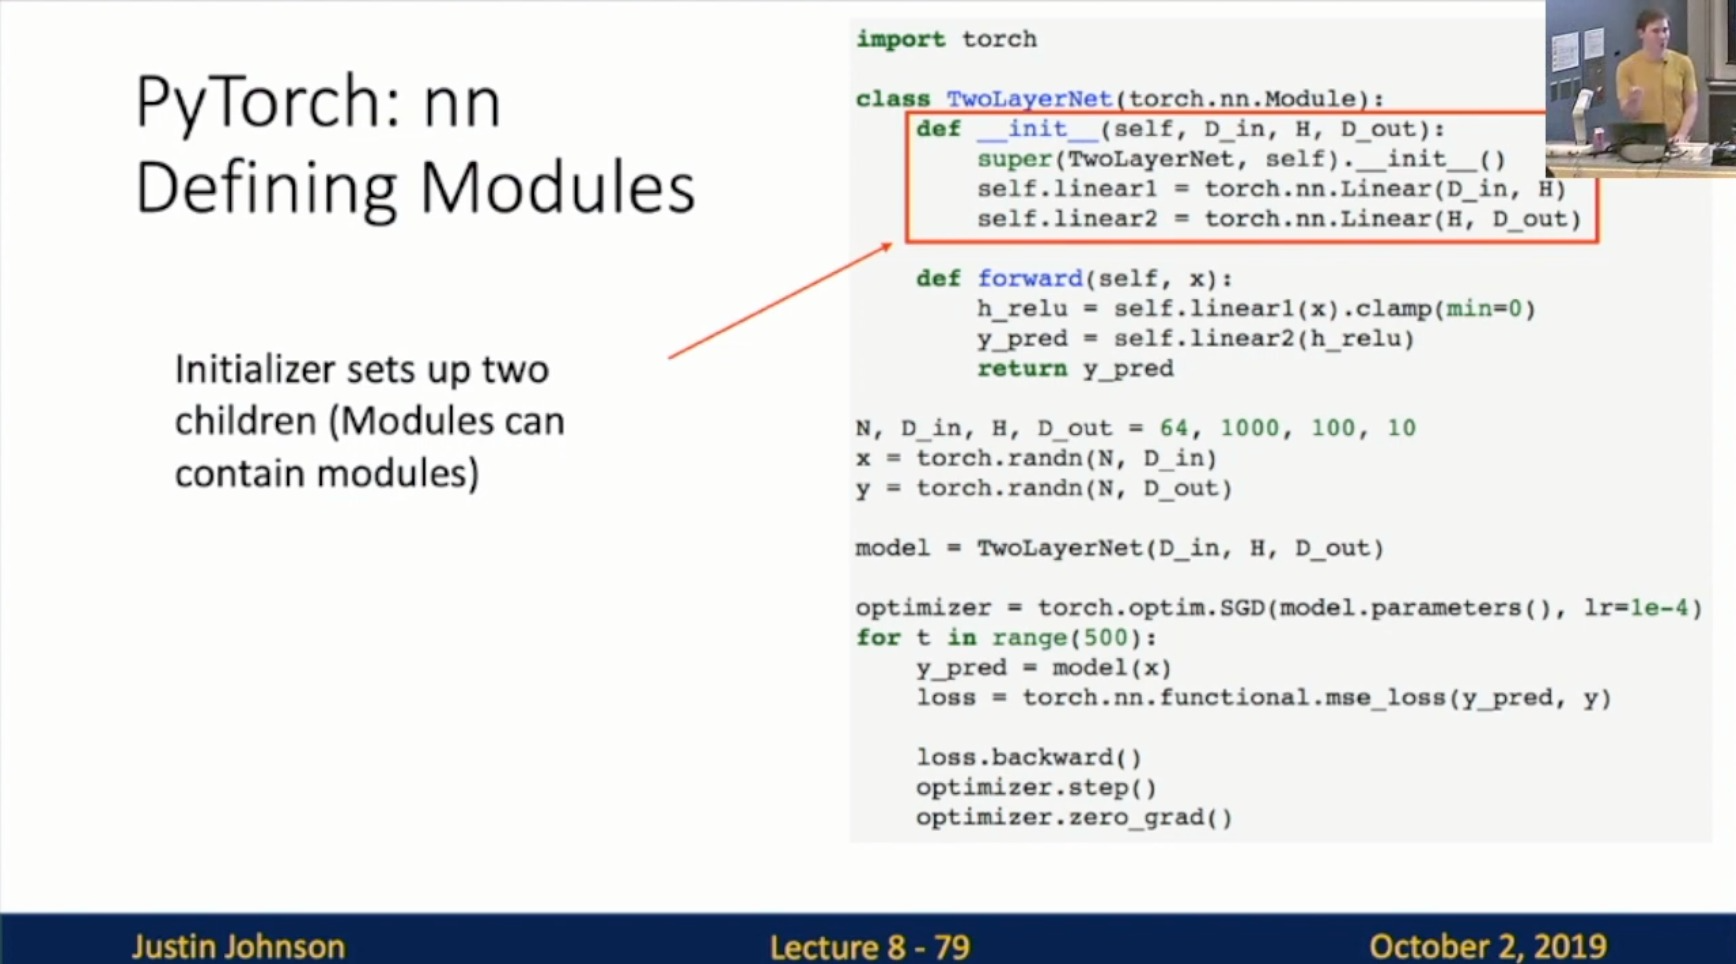 PyTorch: nn
Defining Modules
Initializer sets up two
children (Modules can
contain modules)
import torch
class TwoLayerNet(torch.nn.Module):
    def __init__(self, D_in, H, D_out):
        super(TwoLayerNet, self).__init__()
        self.linear1 = torch.nn.Linear(D_in, H)
        self.linear2 = torch.nn.Linear(H, D_out)
    def forward(self, x):
        h_relu = self.linear1(x).clamp(min=0)
        y_pred = self.linear2(h_relu)
        return y_pred
N, D_in, H, D_out = 64, 1000, 100, 10
x = torch.randn(N, D_in)
y = torch.randn(N, D_out)
model = TwoLayerNet(D_in, H, D_out)
optimizer = torch.optim.SGD(model.parameters(), lr=1e-4)
for t in range(500):
    y_pred = model(x)
    loss = torch.nn.functional.mse_loss(y_pred, y)
    loss.backward()
    optimizer.step()
    optimizer.zero_grad()
Justin Johnson
Lecture 8 - 79
October 2, 2019